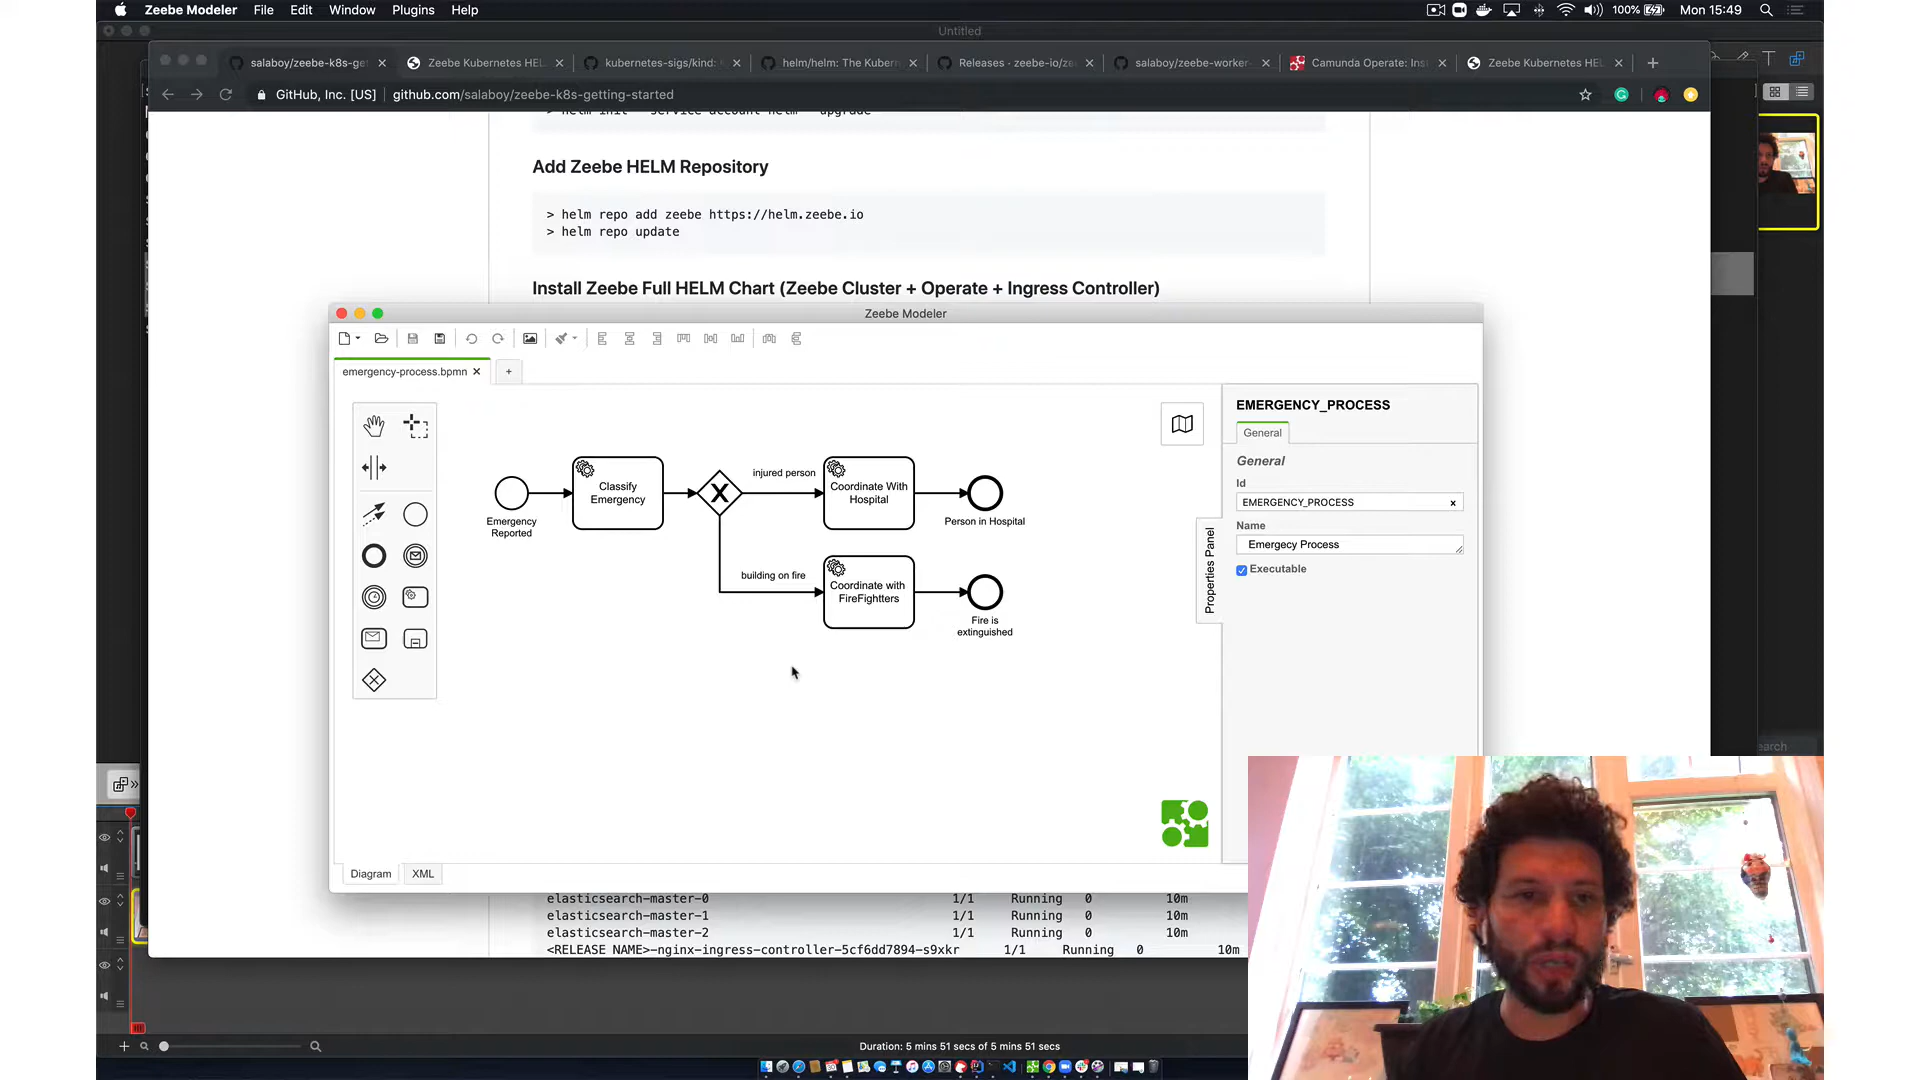 Zeebe Modeler File Edit Window Plugins Help
100% Mon 15:49
Untitled
salaboy/zeebe-k8s-get
Zeebe Kubernetes HEL
kubernetes-sigs/kind:
helm/helm: The Kubern
Releases · zeebe-io/ze
salaboy/zeebe-worker-
Camunda Operate: Ins
Zeebe Kubernetes HEL
GitHub, Inc. [US] github.com/salaboy/zeebe-k8s-getting-started
Add Zeebe HELM Repository
> helm repo add zeebe https://helm.zeebe.io
> helm repo update
Install Zeebe Full HELM Chart (Zeebe Cluster + Operate + Ingress Controller)
Zeebe Modeler
emergency-process.bpmn
Emergency
Reported
Classify
Emergency
injured person
Coordinate With
Hospital
Person in Hospital
building on fire
Coordinate with
FireFightters
Fire is
extinguished
Properties Panel
EMERGENCY_PROCESS
General
General
Id
EMERGENCY_PROCESS
Name
Emergecy Process
Executable
Diagram
XML
elasticsearch-master-0 1/1 Running 0 10m
elasticsearch-master-1 1/1 Running 0 10m
elasticsearch-master-2 1/1 Running 0 10m
<RELEASE NAME>-nginx-ingress-controller-5cf6dd7894-s9xkr 1/1 Running 0 10m
Duration: 5 mins 51 secs of 5 mins 51 secs